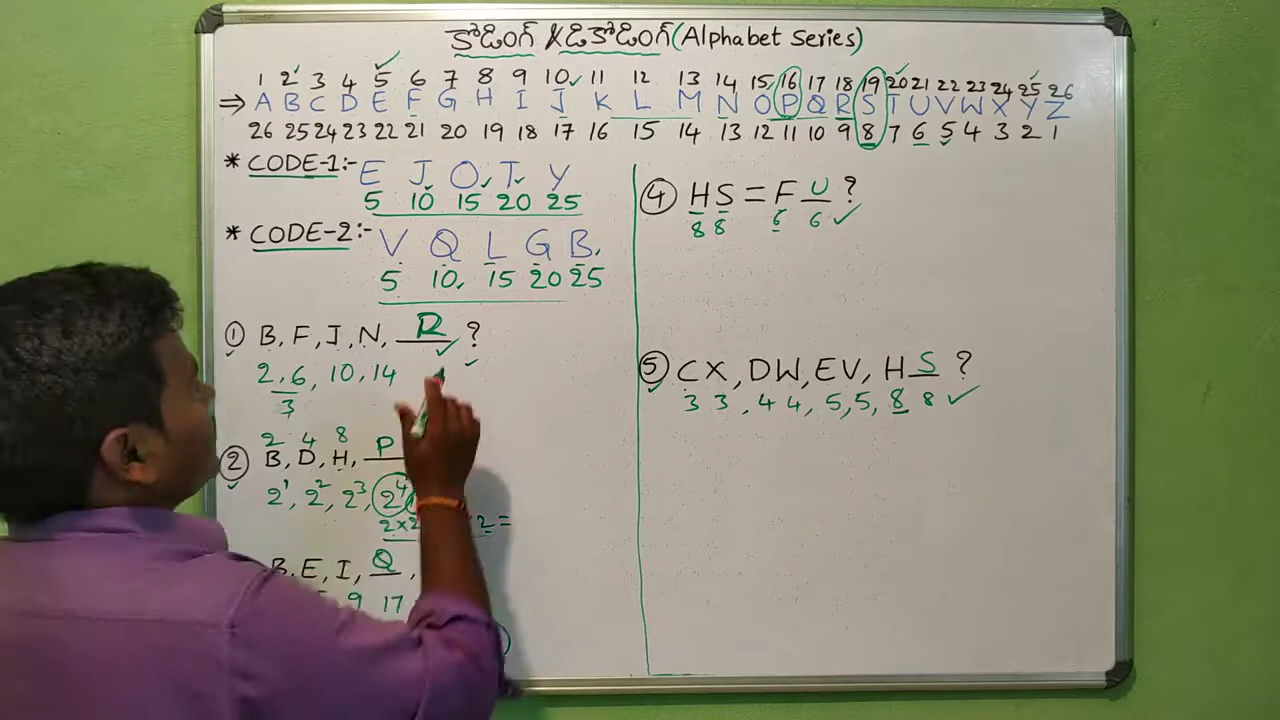 కోడింగ్ & డికోడింగ్ (Alphabet Series)
1 2 3 4 5 6 7 8 9 10 11 12 13 14 15 16 17 18 19 20 21 22 23 24 25 26
⇒ A B C D E F G H I J K L M N O P Q R S T U V W X Y Z
26 25 24 23 22 21 20 19 18 17 16 15 14 13 12 11 10 9 8 7 6 5 4 3 2 1
* CODE-1:- E J O T Y
5 10 15 20 25
* CODE-2:- V Q L G B
5 10 15 20 25
① B, F, J, N, R ?
2, 6, 10, 14
3
2 4 8
② B, D, H, P
2¹, 2², 2³, 2⁴
2×2 2 =
B, E, I, Q,
9 17
④ HS = F U ?
8 8 6 6 ✓
⑤ CX, DW, EV, H S ?
3 3, 4 4, 5, 5, 8 8 ✓